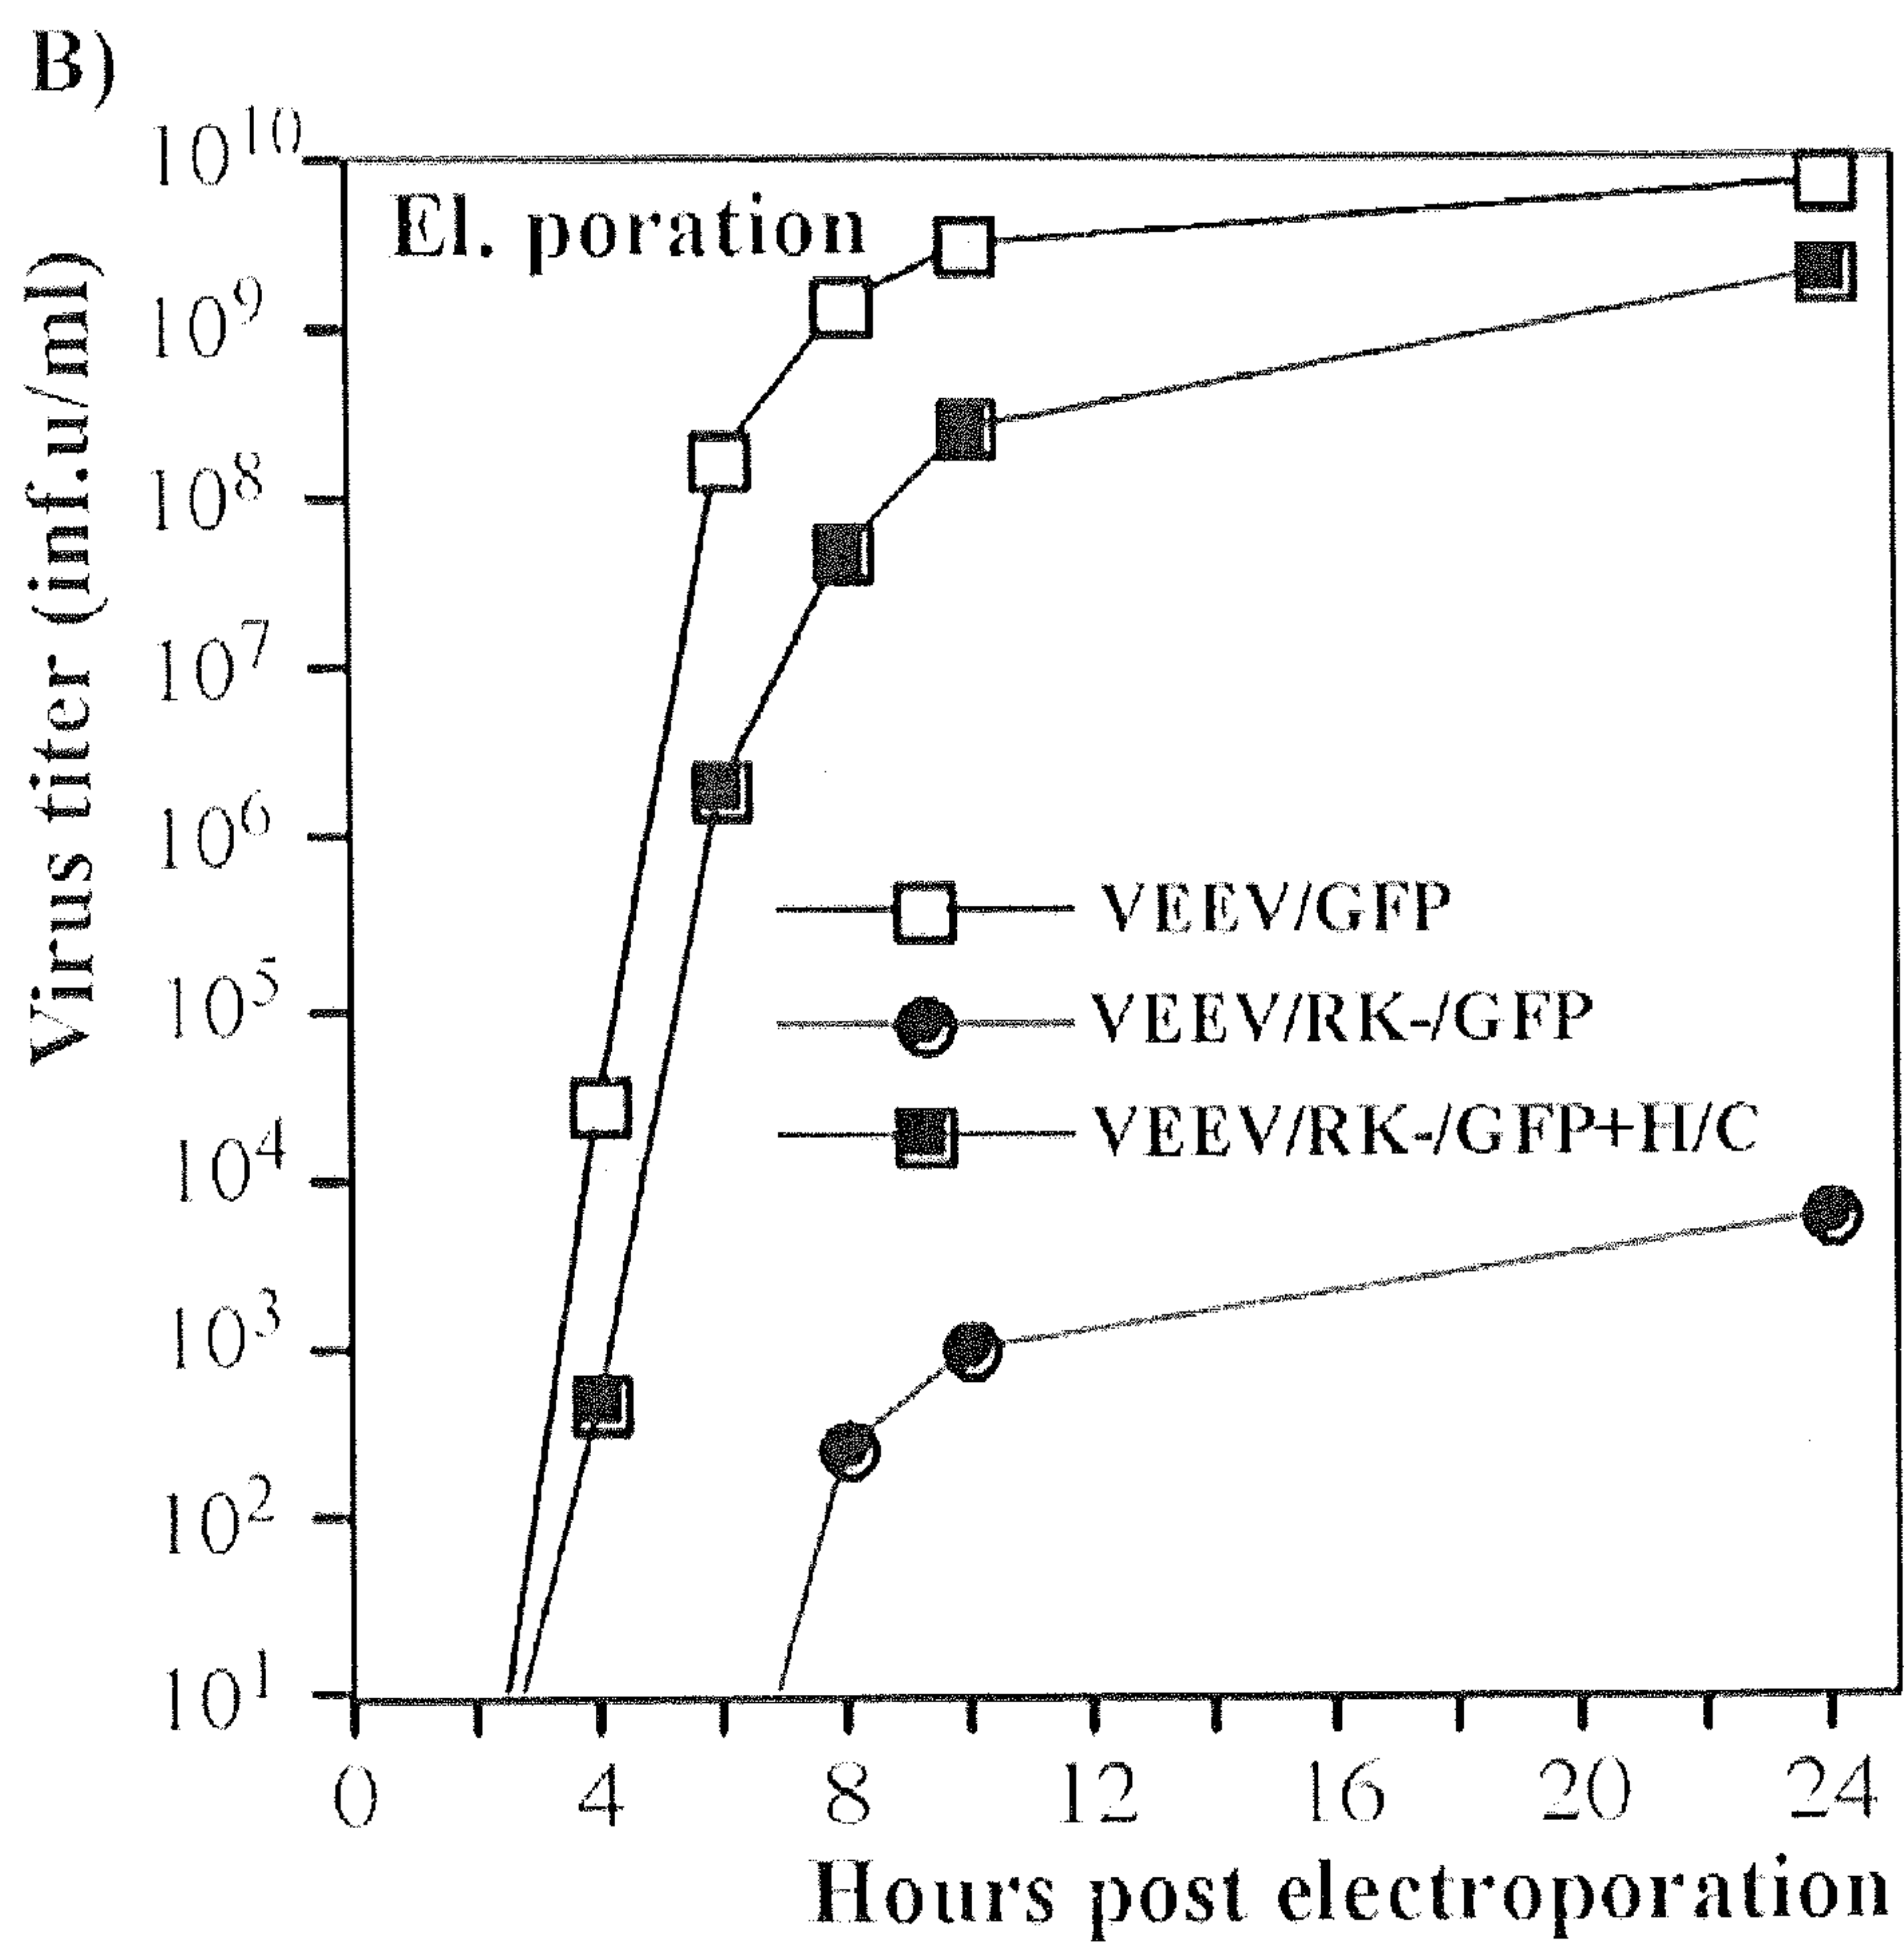 B)
10^10
El. poration
10^9
10^8
10^7
10^6
10^5
10^4
10^3
10^2
10^1
Virus titer (inf.u/ml)
VEEV/GFP
VEEV/RK-/GFP
VEEV/RK-/GFP+H/C
0 4 8 12 16 20 24
Hours post electroporation